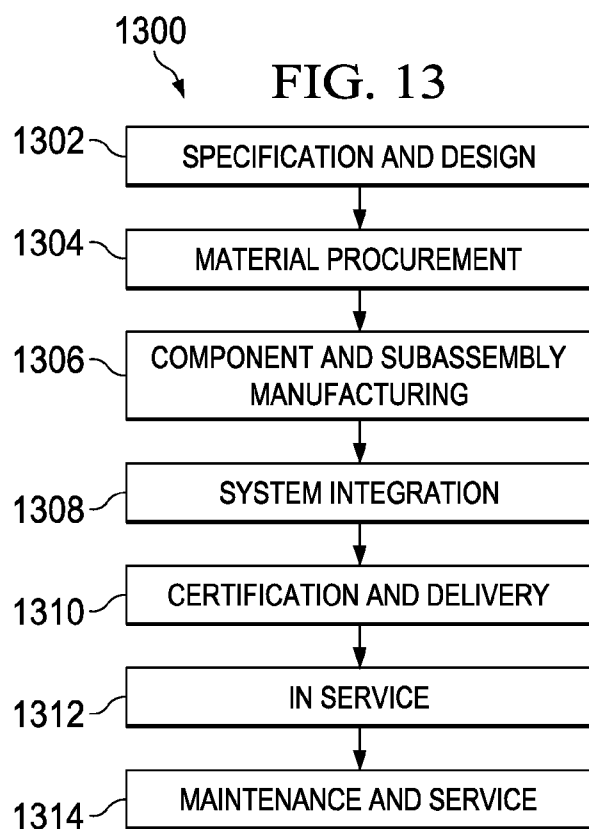 1300
FIG. 13
1302
SPECIFICATION AND DESIGN
1304
MATERIAL PROCUREMENT
1306
COMPONENT AND SUBASSEMBLY
MANUFACTURING
1308
SYSTEM INTEGRATION
1310
CERTIFICATION AND DELIVERY
1312
IN SERVICE
1314
MAINTENANCE AND SERVICE